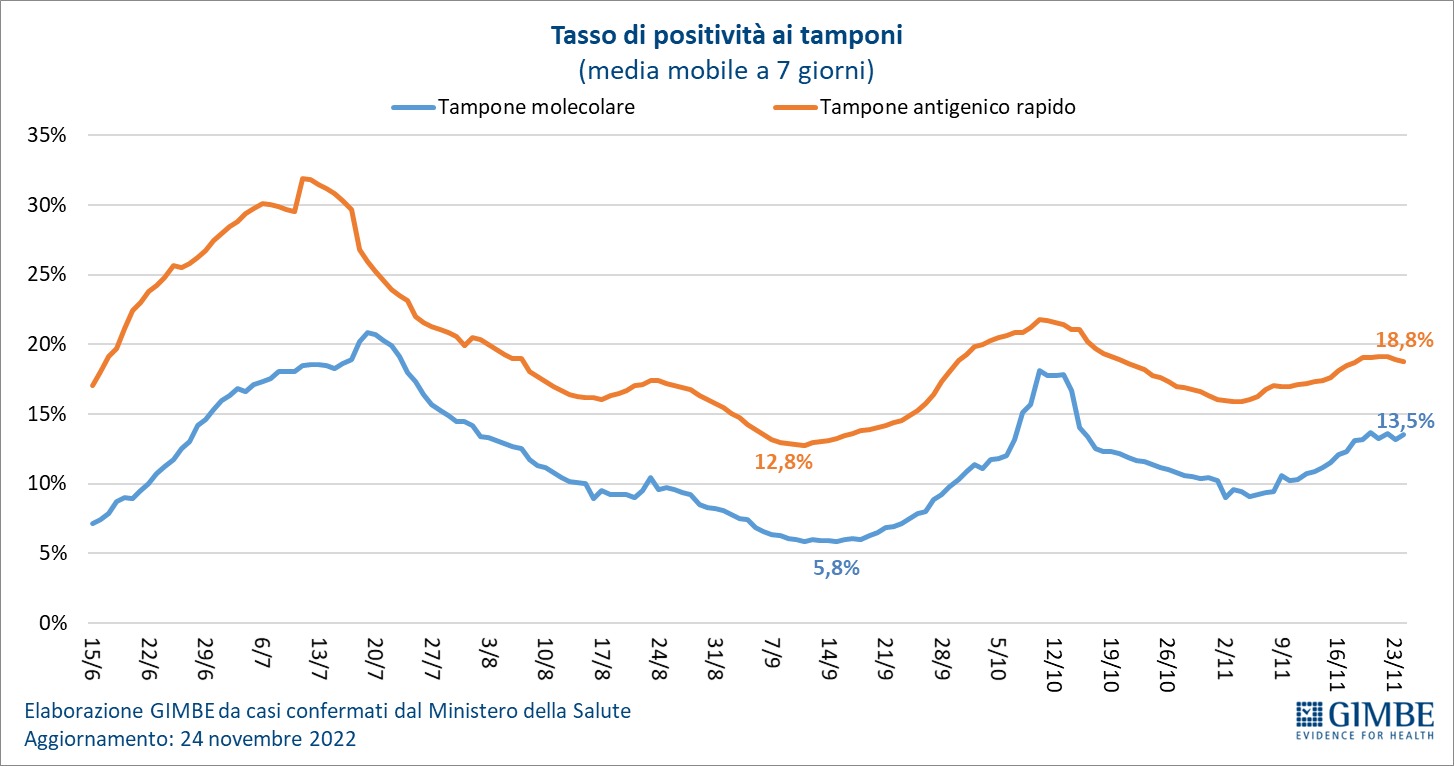 Tasso di positività ai tamponi
(media mobile a 7 giorni)
Tampone molecolare Tampone antigenico rapido
35%
30%
25%
20%
15%
10%
5%
0%
18,8%
13,5%
12,8%
5,8%
15/6 22/6 29/6 6/7 13/7 20/7 27/7 3/8 10/8 17/8 24/8 31/8 7/9 14/9 21/9 28/9 5/10 12/10 19/10 26/10 2/11 9/11 16/11 23/11
Elaborazione GIMBE da casi confermati dal Ministero della Salute
Aggiornamento: 24 novembre 2022
GIMBE
EVIDENCE FOR HEALTH